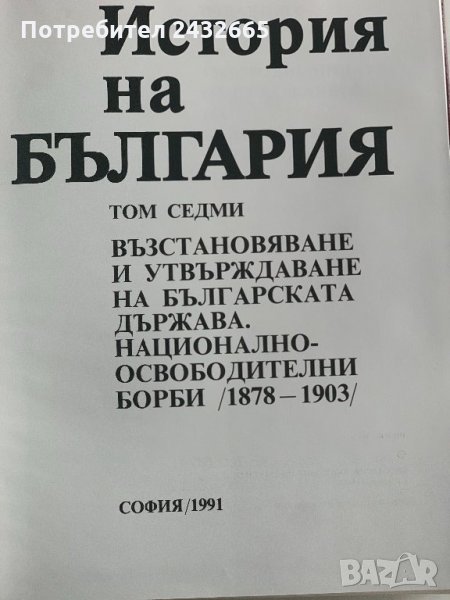 Потребител 2432665
История
на
БЪЛГАРИЯ
ТОМ СЕДМИ
ВЪЗСТАНОВЯВАНЕ
И УТВЪРЖДАВАНЕ
НА БЪЛГАРСКАТА
ДЪРЖАВА.
НАЦИОНАЛНО-
ОСВОБОДИТЕЛНИ
БОРБИ /1878 – 1903/
СОФИЯ/1991
BAZAR